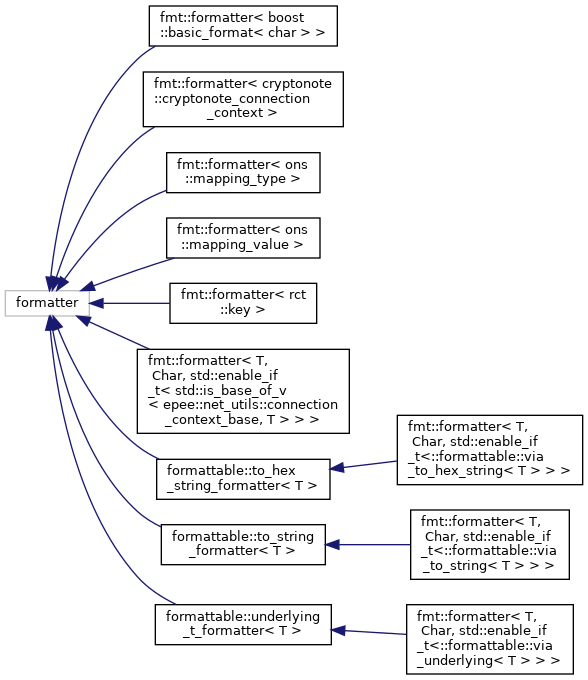 fmt::formatter< boost
::basic_format< char > >
fmt::formatter< cryptonote
::cryptonote_connection
_context >
fmt::formatter< ons
::mapping_type >
fmt::formatter< ons
::mapping_value >
formatter
fmt::formatter< rct
::key >
fmt::formatter< T,
Char, std::enable_if
_t< std::is_base_of_v
< epee::net_utils::connection
_context_base, T > > >
formattable::to_hex
_string_formatter< T >
fmt::formatter< T,
Char, std::enable_if
_t<::formattable::via
_to_hex_string< T > > >
formattable::to_string
_formatter< T >
fmt::formatter< T,
Char, std::enable_if
_t<::formattable::via
_to_string< T > > >
formattable::underlying
_t_formatter< T >
fmt::formatter< T,
Char, std::enable_if
_t<::formattable::via
_underlying< T > > >